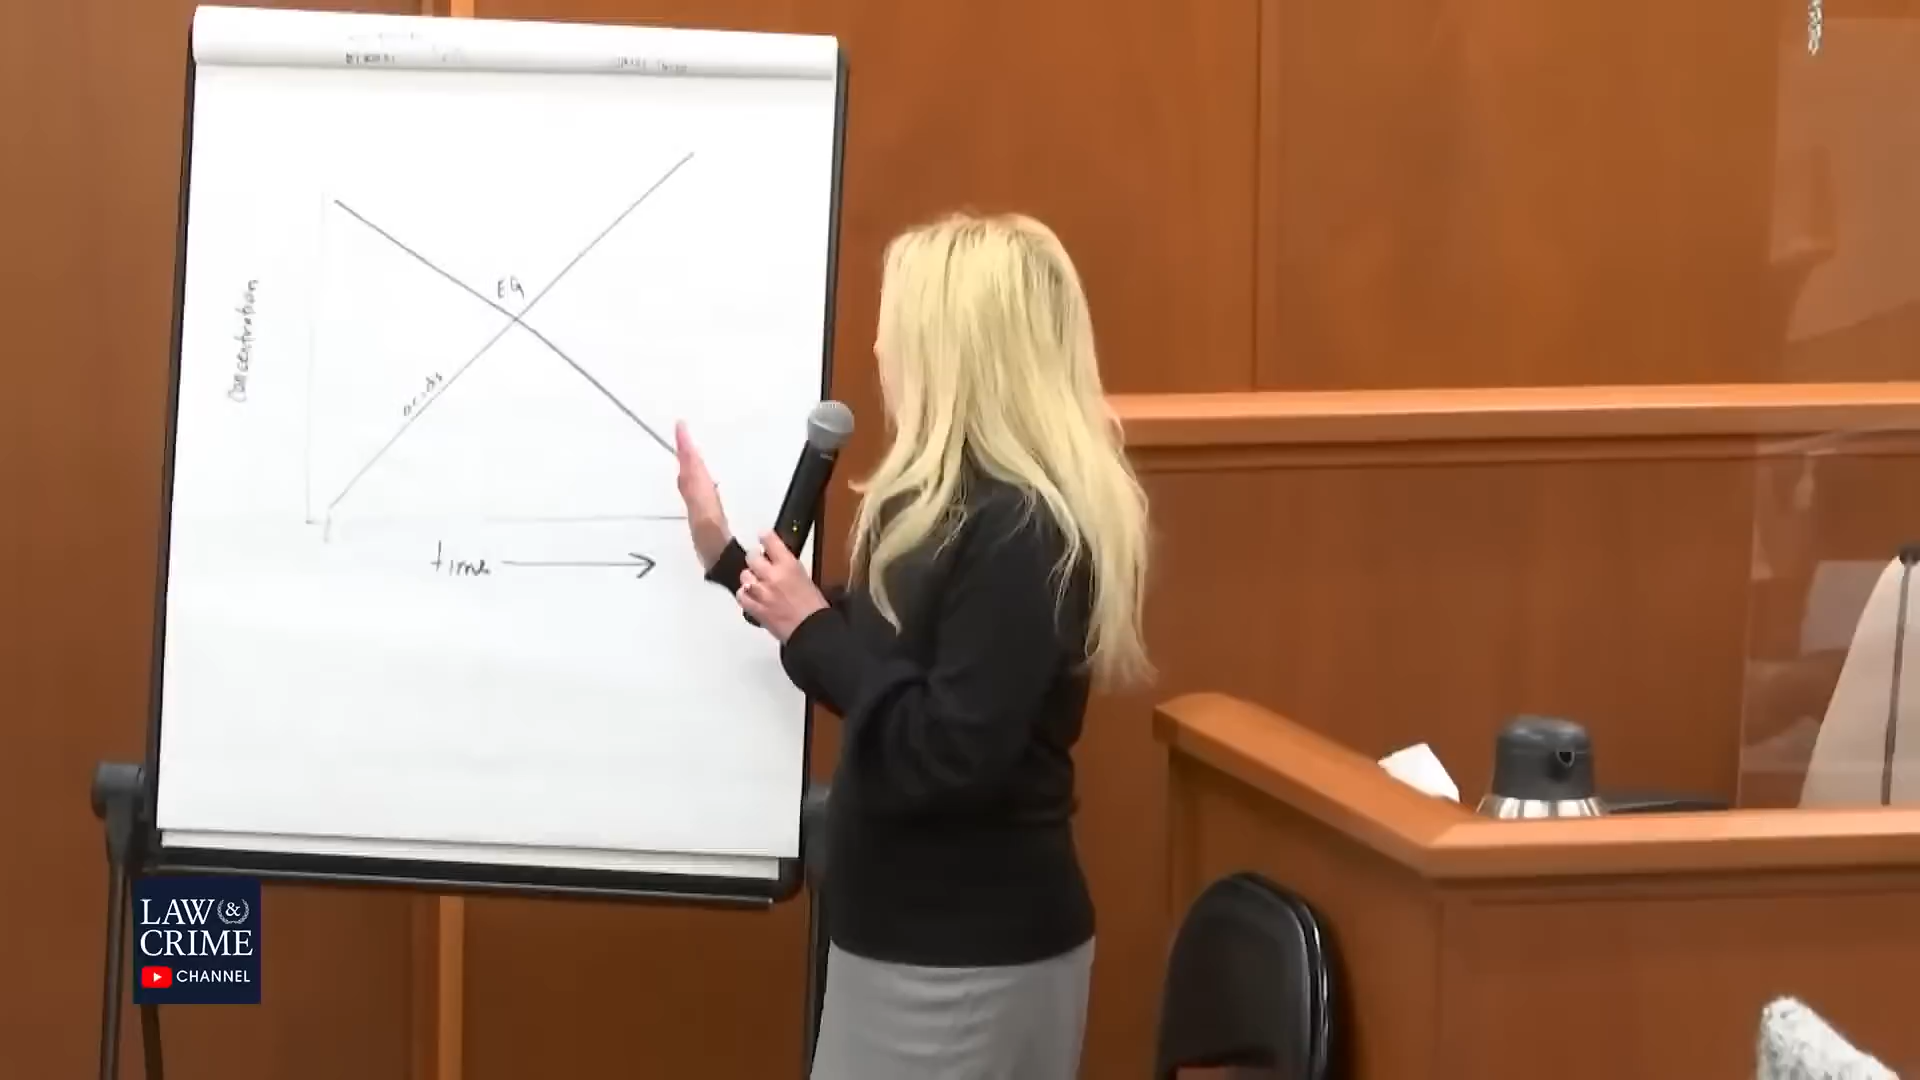 Concentration
EG
acids
time
LAW &
CRIME
CHANNEL